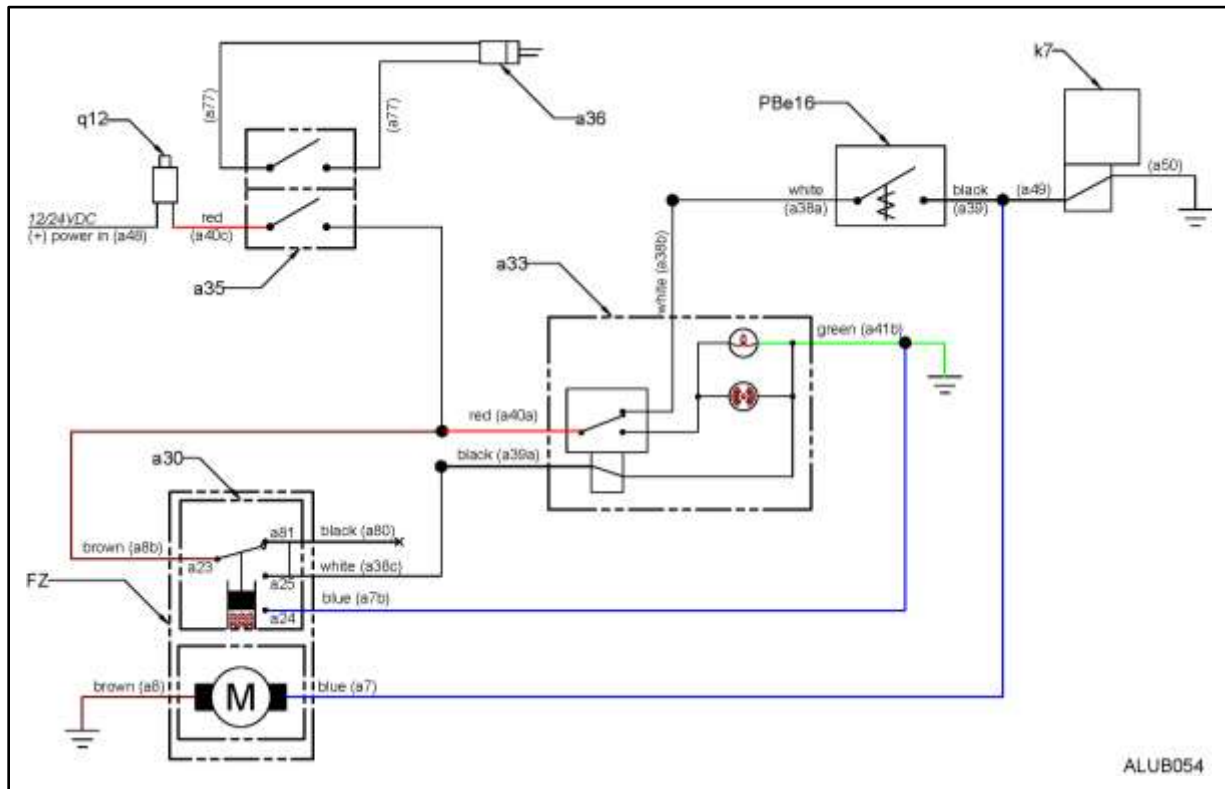 k7
PBe16
q12
(a77)
(a77)
a36
12/24VDC
(+) power in (a48)
red
(a40c)
a35
white
(a38a)
black
(a39)
(a49)
(a50)
white (a38b)
a33
green (a41b)
red (a40a)
black (a39a)
a30
a81
black (a80)
brown (a8b)
a23
a25
white (a38c)
FZ
blue (a7b)
a24
brown (a8)
M
blue (a7)
ALUB054